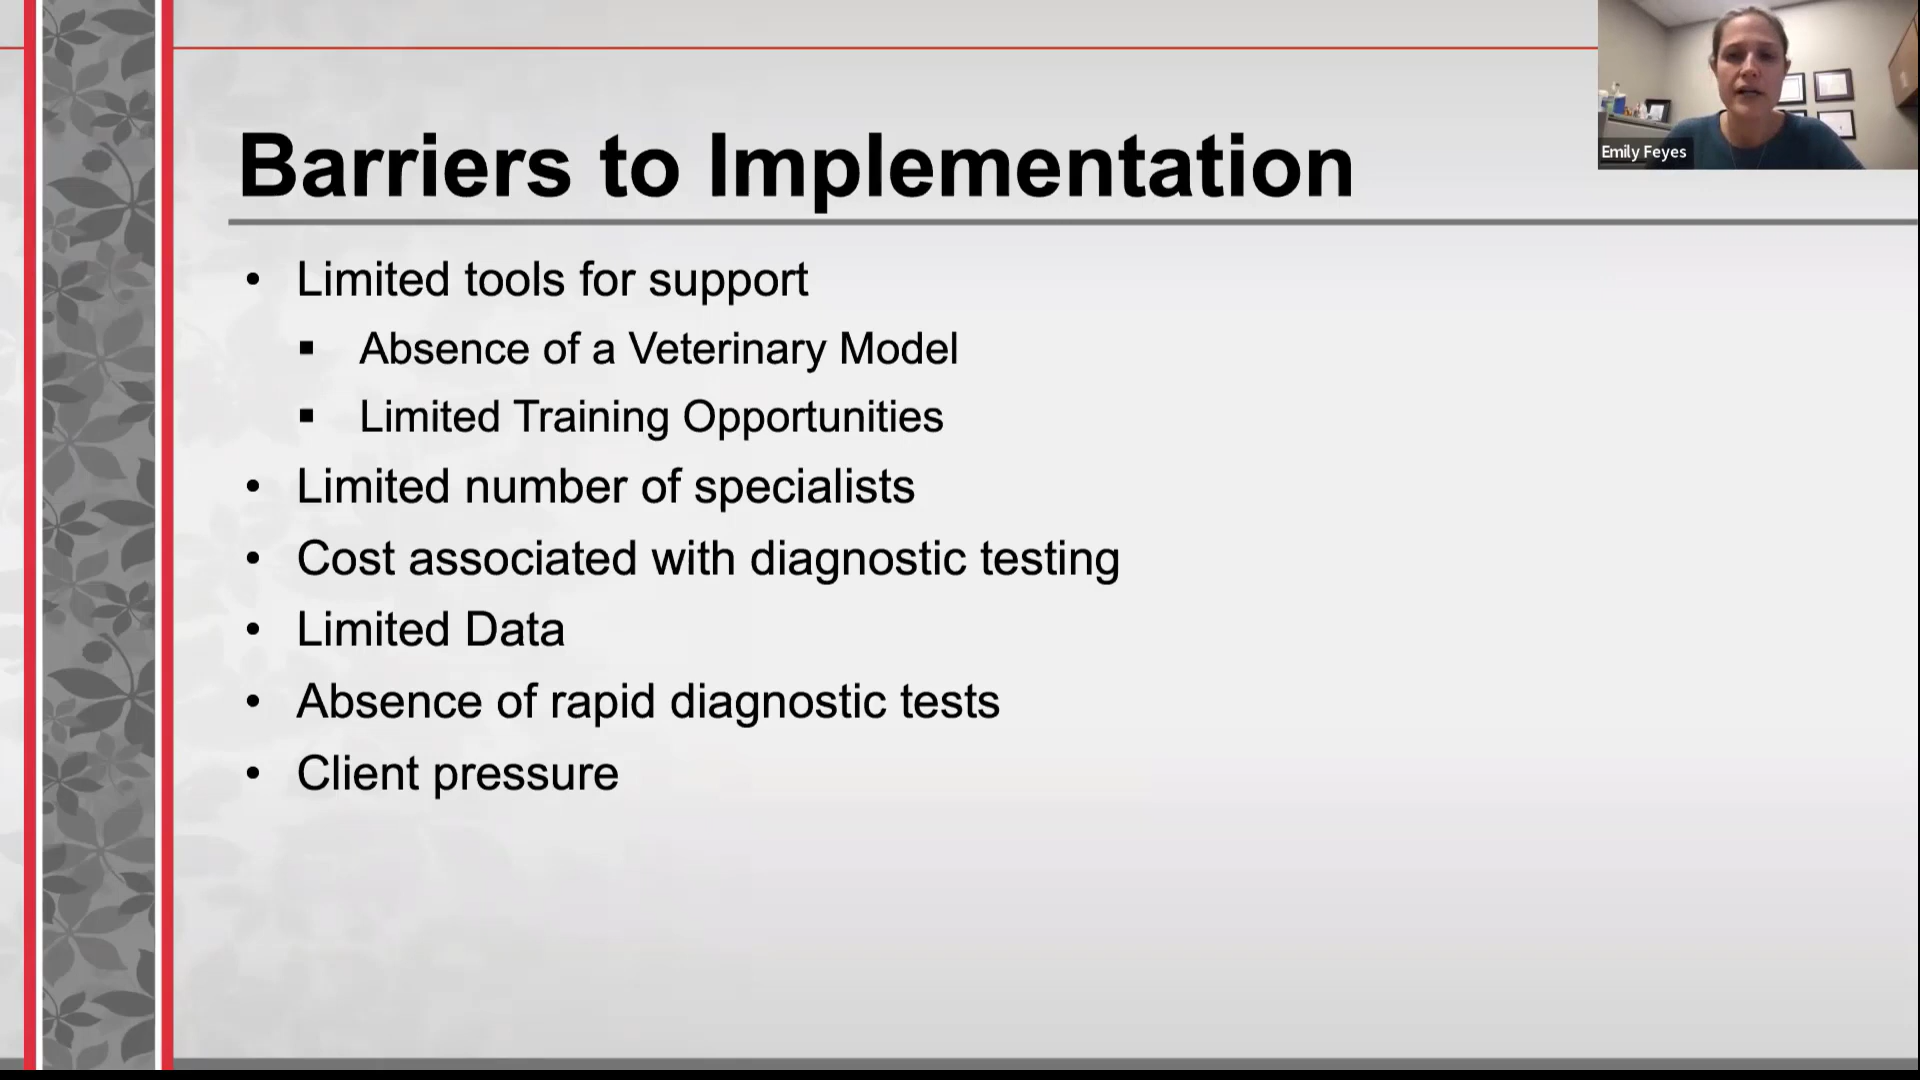 Emily Feyes
Barriers to Implementation
• Limited tools for support
▪ Absence of a Veterinary Model
▪ Limited Training Opportunities
• Limited number of specialists
• Cost associated with diagnostic testing
• Limited Data
• Absence of rapid diagnostic tests
• Client pressure